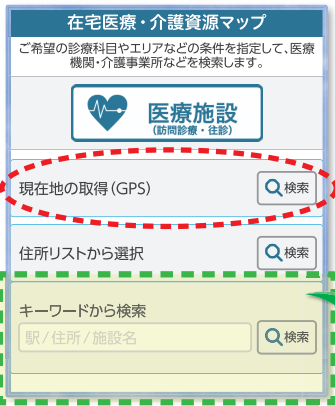 在宅医療・介護資源マップ
ご希望の診療科目やエリアなどの条件を指定して、医療
機関・介護事業所などを検索します。
医療施設
(訪問診療・往診)
現在地の取得(GPS)
検索
住所リストから選択
検索
キーワードから検索
駅/住所/施設名
検索